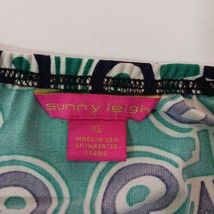 sunny leigh
XL
MADE IN USA
OF IMPORTED
FABRIC